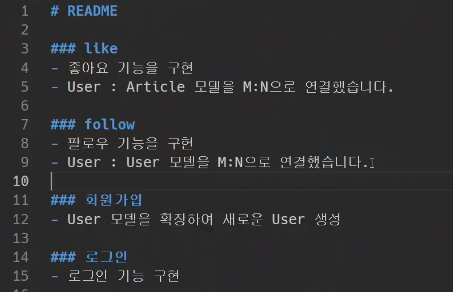 1 # README
2
3 ### like
4 - 좋아요 기능을 구현
5 - User : Article 모델을 M:N으로 연결했습니다.
6
7 ### follow
8 - 팔로우 기능을 구현
9 - User : User 모델을 M:N으로 연결했습니다.
10
11 ### 회원가입
12 - User 모델을 확장하여 새로운 User 생성
13
14 ### 로그인
15 - 로그인 기능 구현